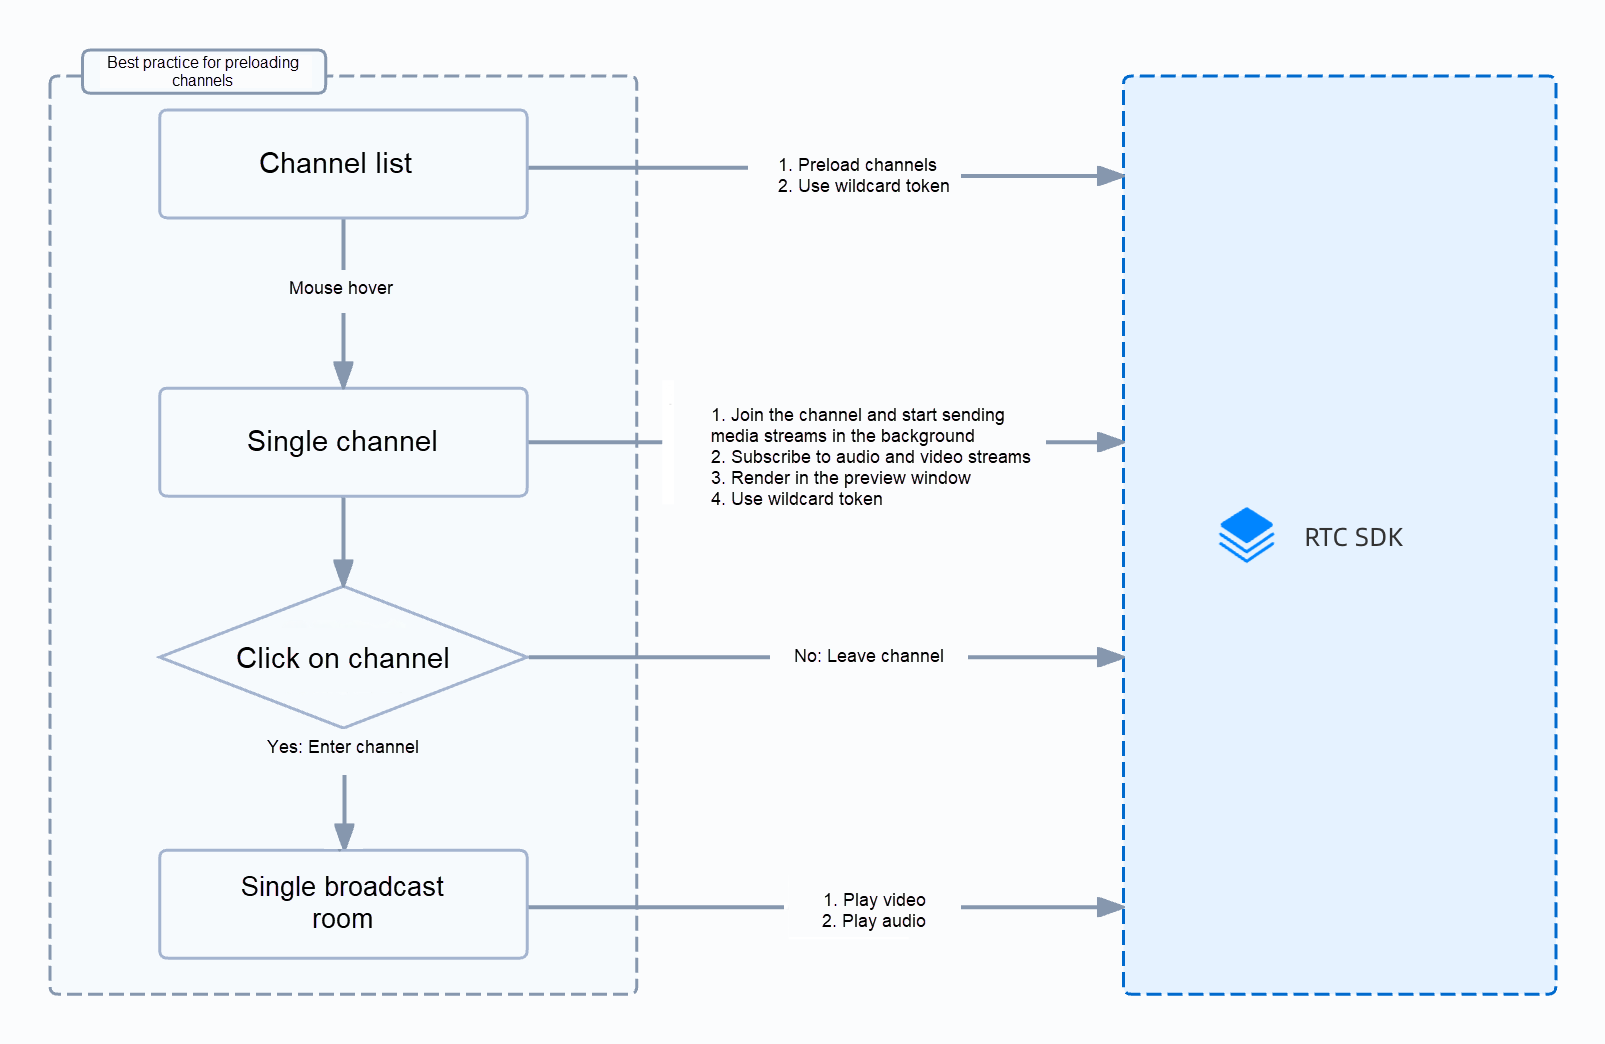 Best practice for preloading
channels
Channel list
1. Preload channels
2. Use wildcard token
Mouse hover
Single channel
1. Join the channel and start sending
media streams in the background
2. Subscribe to audio and video streams
3. Render in the preview window
4. Use wildcard token
RTC SDK
Click on channel
No: Leave channel
Yes: Enter channel
Single broadcast
room
1. Play video
2. Play audio